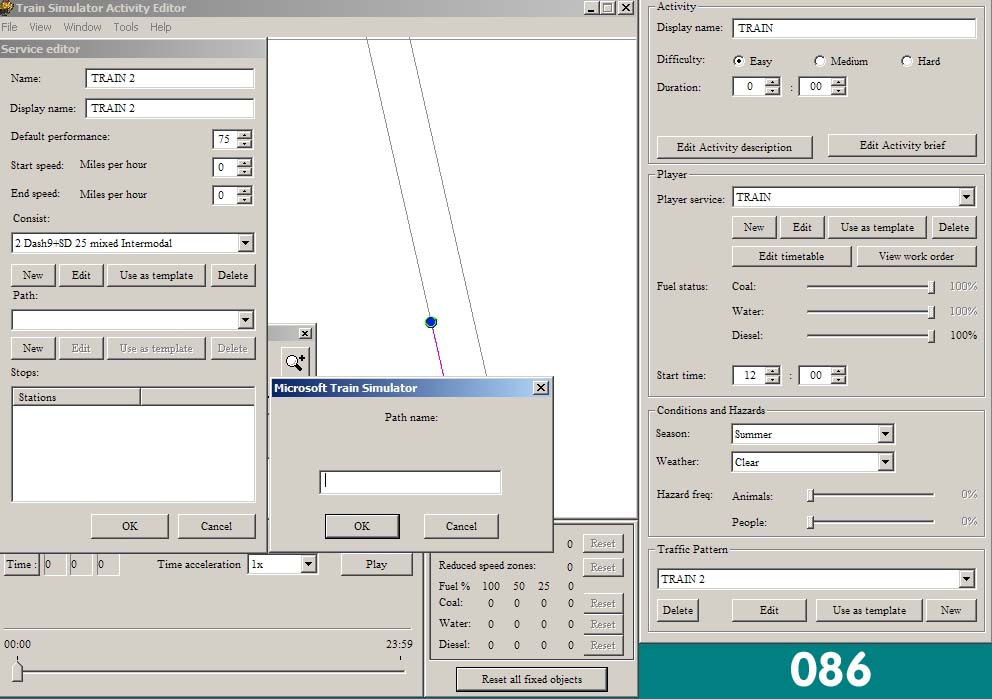 Train Simulator Activity Editor
File View Window Tools Help
Service editor
Name: TRAIN 2
Display name: TRAIN 2
Default performance: 75
Start speed: Miles per hour 0
End speed: Miles per hour 0
Consist:
2 Dash9+8D 25 mixed Intermodal
New Edit Use as template Delete
Path:
New Edit Use as template Delete
Stops:
Stations
OK Cancel
Microsoft Train Simulator
Path name:
OK Cancel
Time : 0 0 0 Time acceleration 1x Play
00:00 23:59
0 Reset
Reduced speed zones: 0 Reset
Fuel % 100 50 25 0
Coal: 0 0 0 0 Reset
Water: 0 0 0 0 Reset
Diesel: 0 0 0 0 Reset
Reset all fixed objects
Activity
Display name: TRAIN
Difficulty: Easy Medium Hard
Duration: 0 : 00
Edit Activity description Edit Activity brief
Player
Player service: TRAIN
New Edit Use as template Delete
Edit timetable View work order
Fuel status: Coal: 100%
Water: 100%
Diesel: 100%
Start time: 12 : 00
Conditions and Hazards
Season: Summer
Weather: Clear
Hazard freq: Animals: 0%
People: 0%
Traffic Pattern
TRAIN 2
Delete Edit Use as template New
086